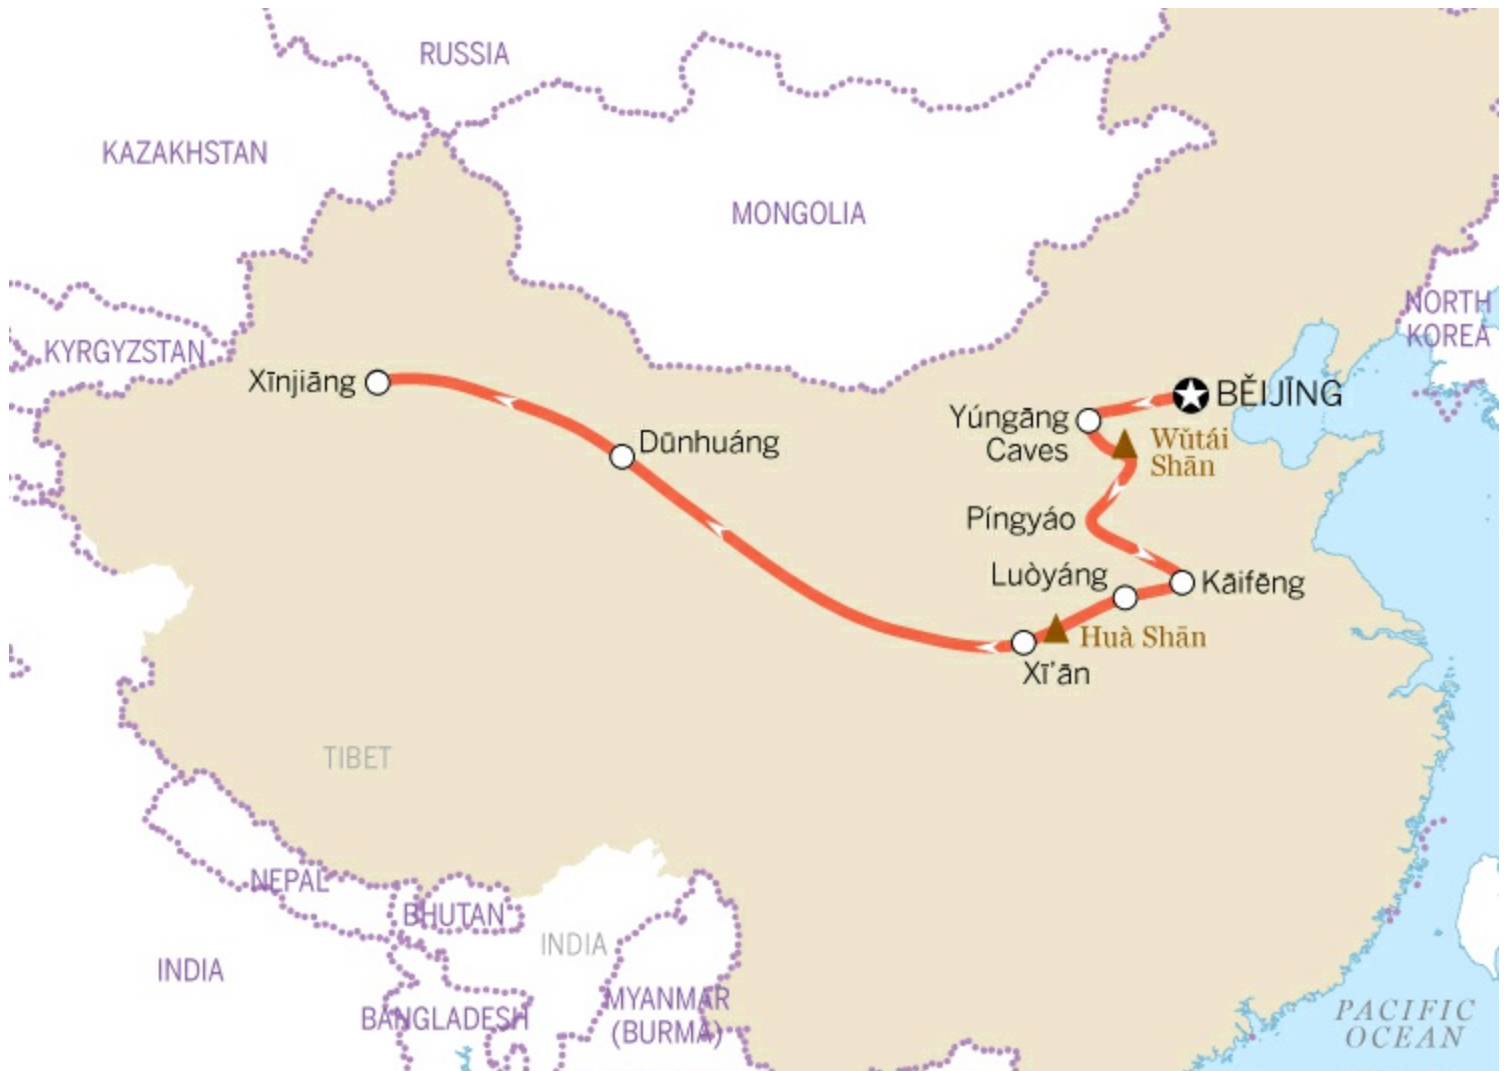 RUSSIA
KAZAKHSTAN
MONGOLIA
NORTH
KOREA
KYRGYZSTAN
Xīnjiāng
BĚIJĪNG
Yúngāng
Caves
Wǔtái
Shān
Dūnhuáng
Píngyáo
Luòyáng
Kāifēng
Huà Shān
Xī’ān
TIBET
NEPAL
BHUTAN
INDIA
INDIA
MYANMAR
(BURMA)
BANGLADESH
PACIFIC
OCEAN